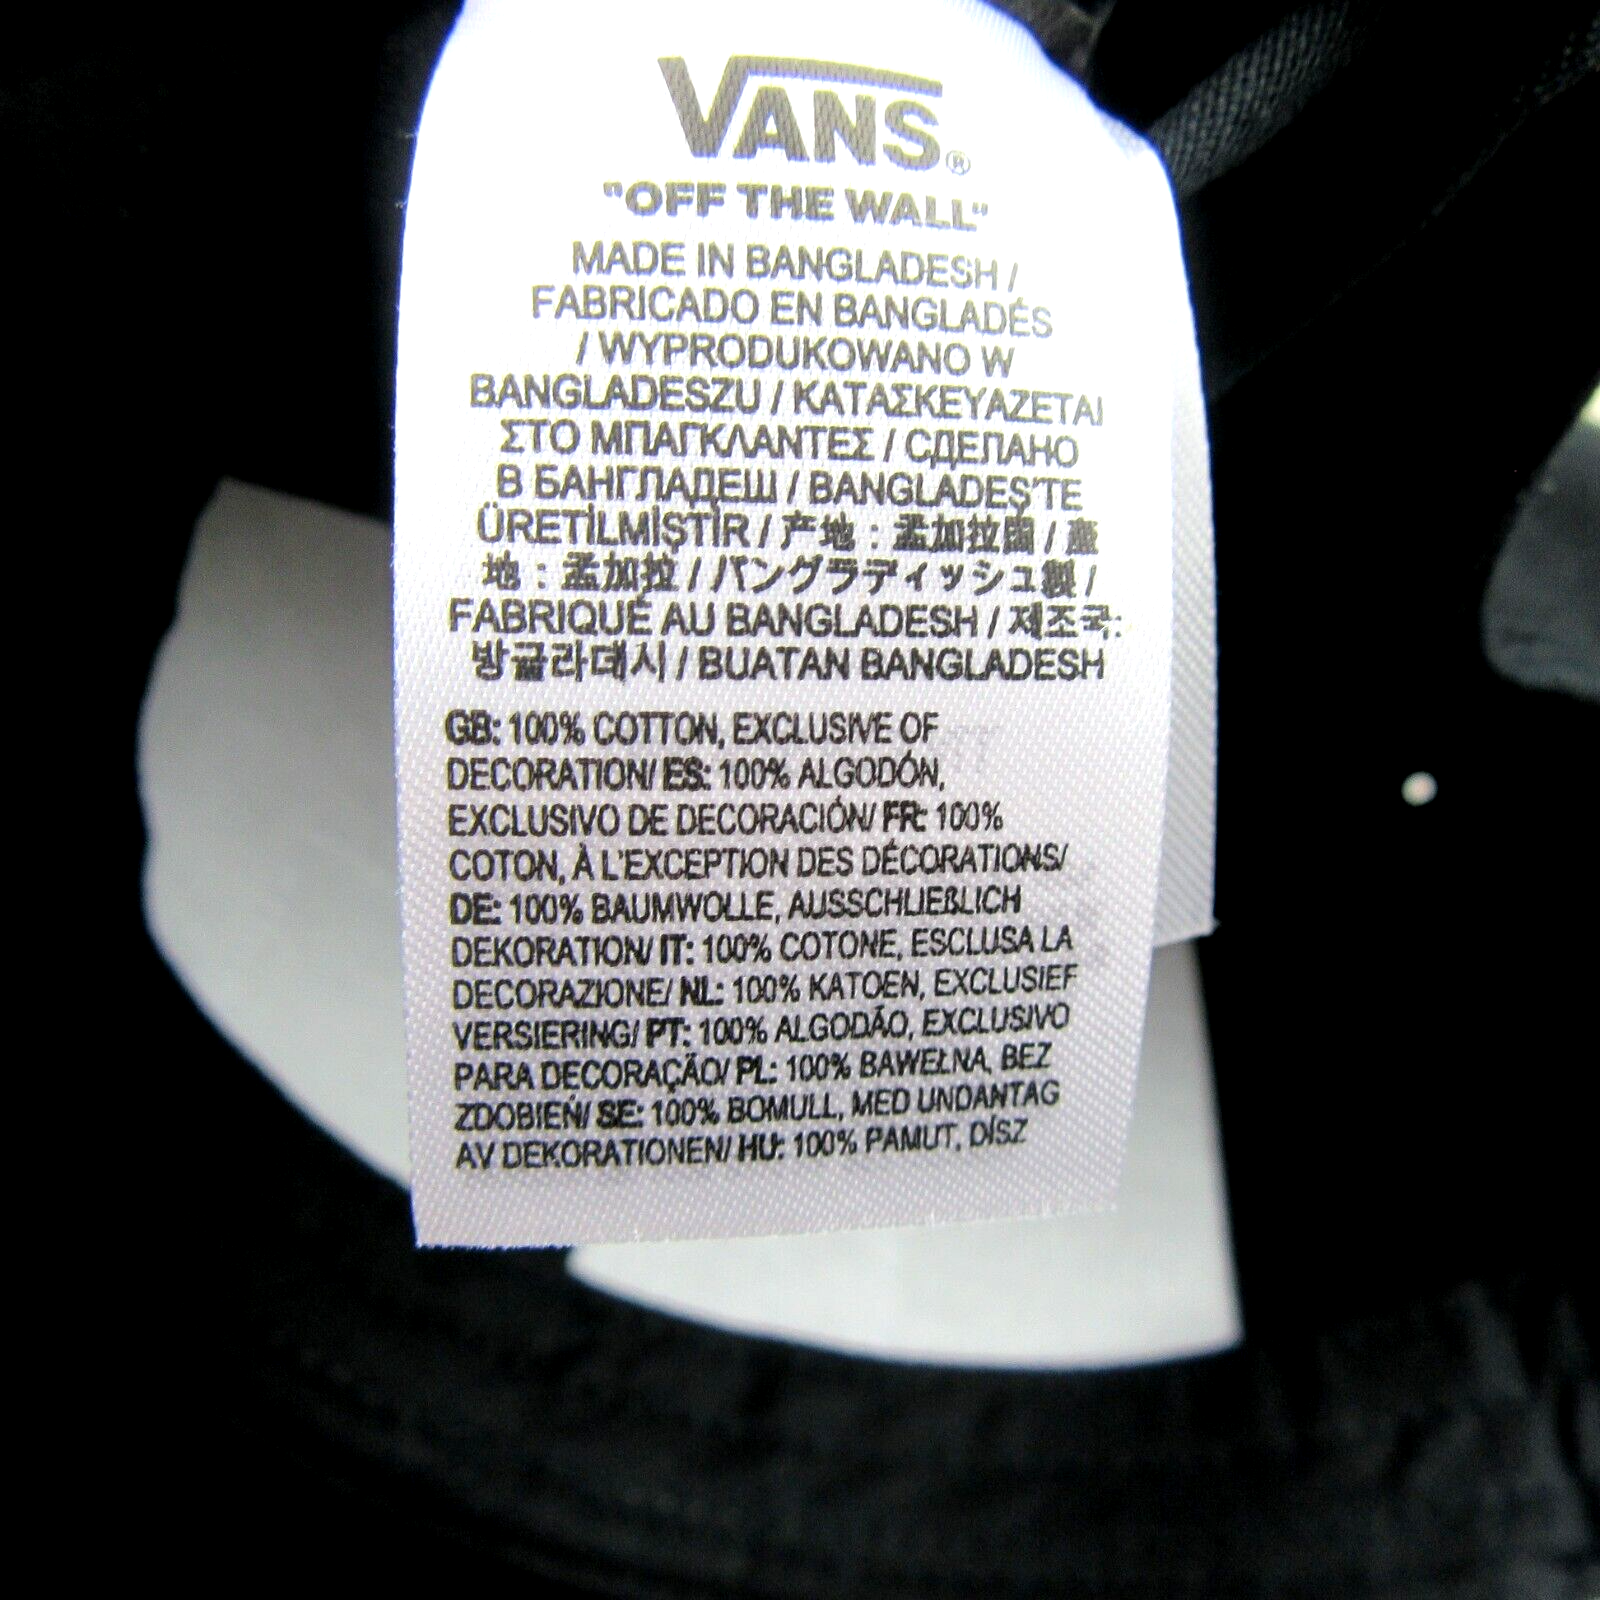 VANS®
"OFF THE WALL"
MADE IN BANGLADESH /
FABRICADO EN BANGLADÉS
/ WYPRODUKOWANO W
BANGLADESZU / ΚΑΤΑΣΚΕΥΑΖΕΤΑΙ
ΣΤΟ ΜΠΑΓΚΛΑΝΤΕΣ / СДЕЛАНО
В БАНГЛАДЕШ / BANGLADEŞ'TE
ÜRETİLMİŞTİR / 产地 : 孟加拉国 / 產
地 : 孟加拉 / バングラディッシュ製 /
FABRIQUÉ AU BANGLADESH / 제조국:
방글라데시 / BUATAN BANGLADESH
GB: 100% COTTON, EXCLUSIVE OF
DECORATION/ ES: 100% ALGODÓN,
EXCLUSIVO DE DECORACIÓN/ FR: 100%
COTON, À L'EXCEPTION DES DÉCORATIONS/
DE: 100% BAUMWOLLE, AUSSCHLIEßLICH
DEKORATION/ IT: 100% COTONE, ESCLUSA LA
DECORAZIONE/ NL: 100% KATOEN, EXCLUSIEF
VERSIERING/ PT: 100% ALGODÃO, EXCLUSIVO
PARA DECORAÇÃO/ PL: 100% BAWEŁNA, BEZ
ZDOBIEŃ/ SE: 100% BOMULL, MED UNDANTAG
AV DEKORATIONEN/ HU: 100% PAMUT, DÍSZ